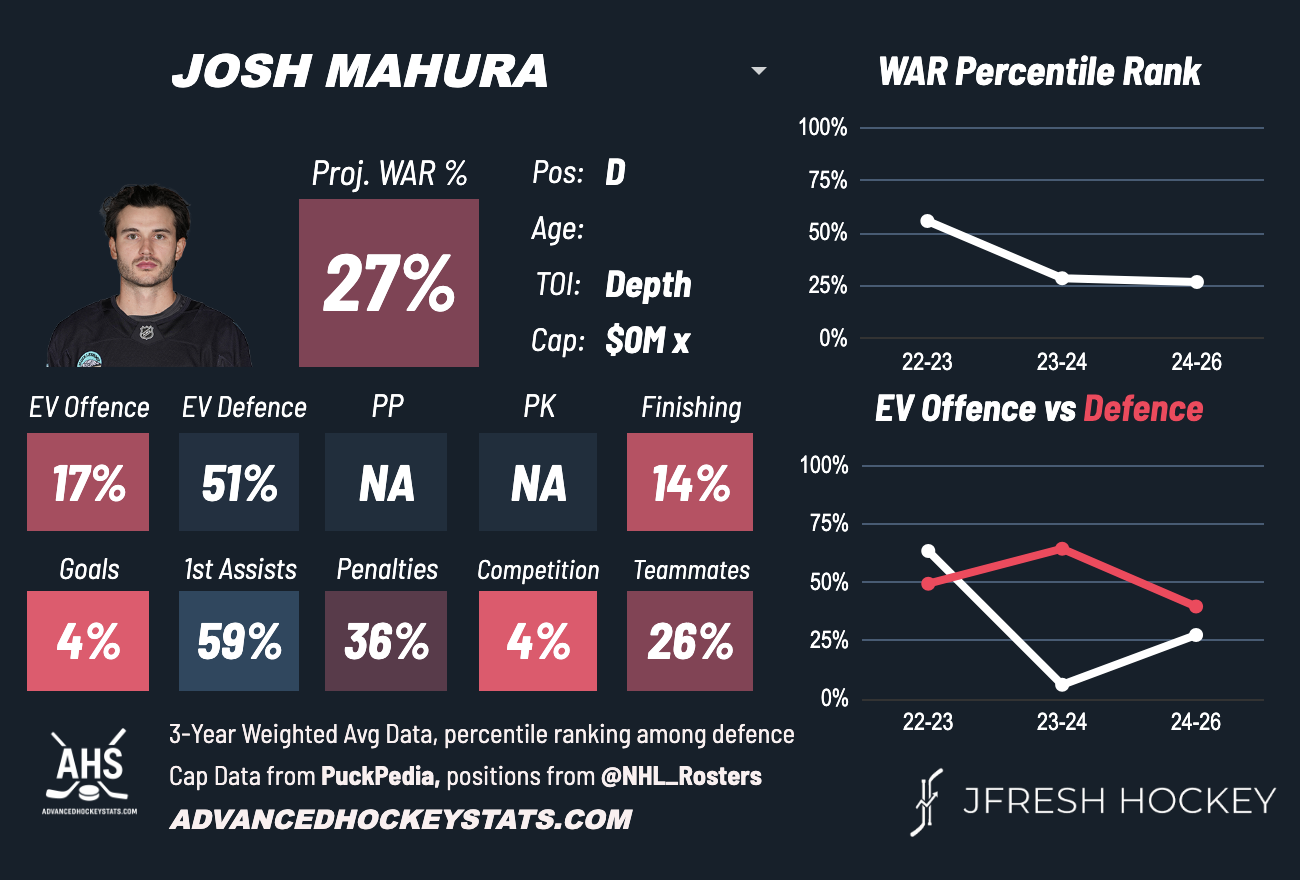 JOSH MAHURA
Proj. WAR %
27%
Pos: D
Age:
TOI: Depth
Cap: $0M x
EV Offence EV Defence PP PK Finishing
17% 51% NA NA 14%
Goals 1st Assists Penalties Competition Teammates
4% 59% 36% 4% 26%
WAR Percentile Rank
100%
75%
50%
25%
0%
22-23 23-24 24-26
EV Offence vs Defence
100%
75%
50%
25%
0%
22-23 23-24 24-26
AHS
ADVANCEDHOCKEYSTATS.COM
3-Year Weighted Avg Data, percentile ranking among defence
Cap Data from PuckPedia, positions from @NHL_Rosters
ADVANCEDHOCKEYSTATS.COM
JFRESH HOCKEY